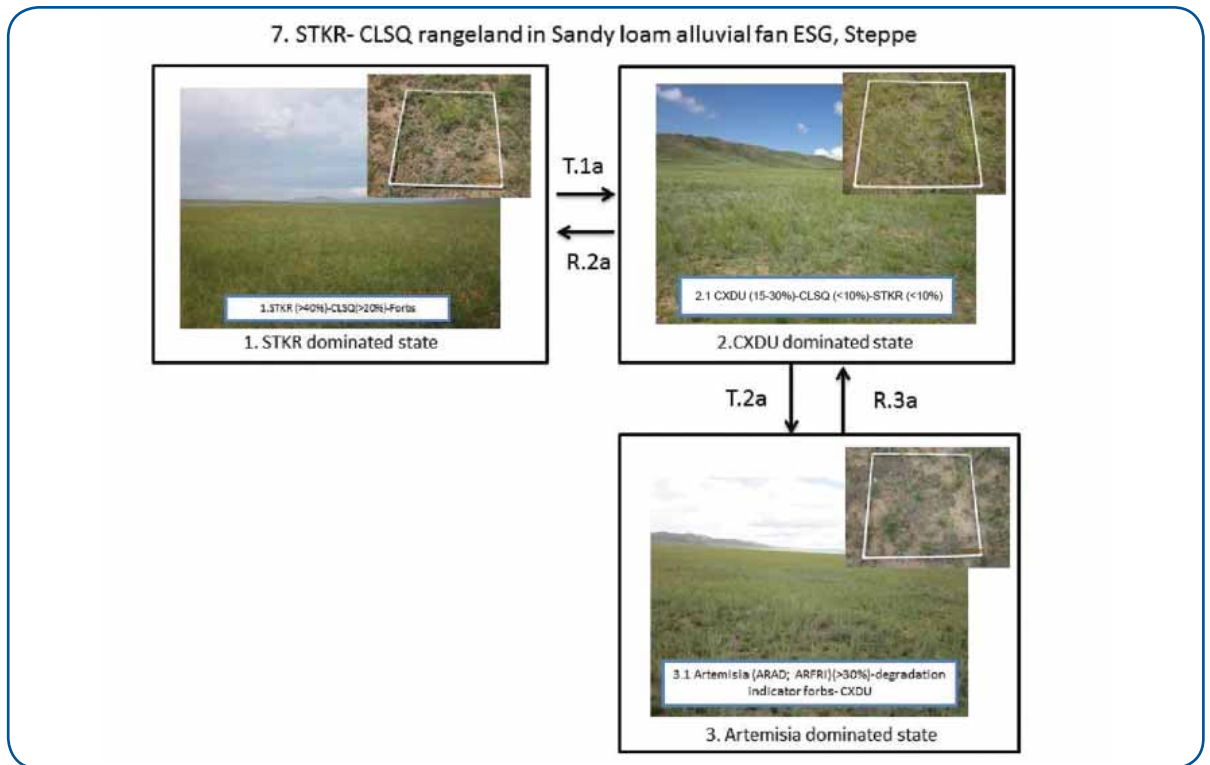 7. STKR- CLSQ rangeland in Sandy loam alluvial fan ESG, Steppe
1.STKR (>40%)-CLSQ(>20%)-Forbs
1. STKR dominated state
T.1a
R.2a
2.1 CXDU (15-30%)-CLSQ (<10%)-STKR (<10%)
2.CXDU dominated state
T.2a
R.3a
3.1 Artemisia (ARAD; ARFRI)(>30%)-degradation
indicator forbs- CXDU
3. Artemisia dominated state